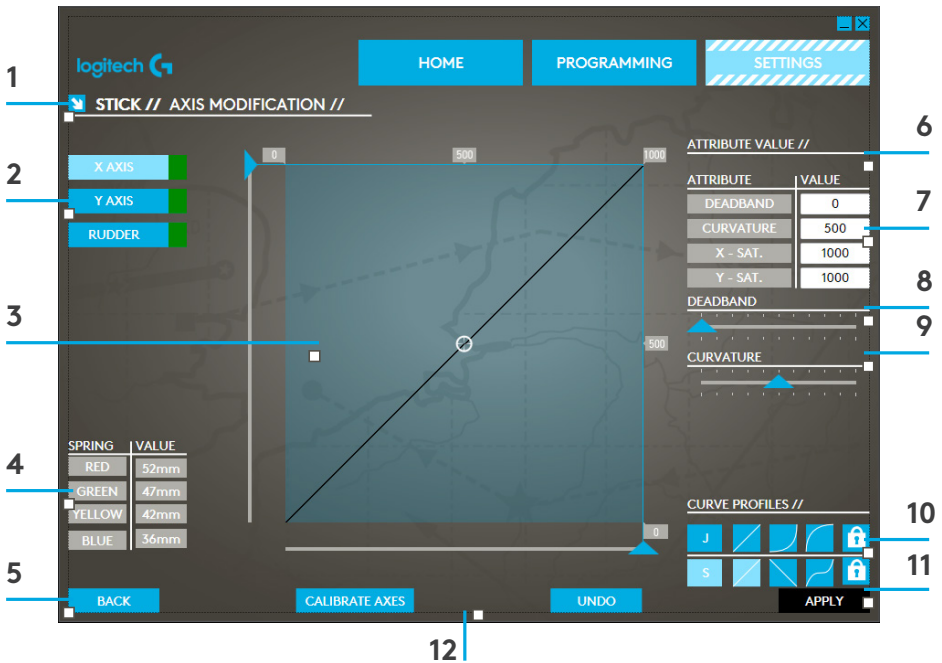 logitech G
HOME
PROGRAMMING
SETTINGS
1
STICK // AXIS MODIFICATION //
2
X AXIS
Y AXIS
RUDDER
0
500
1000
500
0
3
4
SPRING VALUE
RED 52mm
GREEN 47mm
YELLOW 42mm
BLUE 36mm
5
BACK
CALIBRATE AXES
UNDO
12
6
ATTRIBUTE VALUE //
ATTRIBUTE VALUE
7
DEADBAND 0
CURVATURE 500
X - SAT. 1000
Y - SAT. 1000
8
DEADBAND
9
CURVATURE
CURVE PROFILES //
10
J
11
S
APPLY